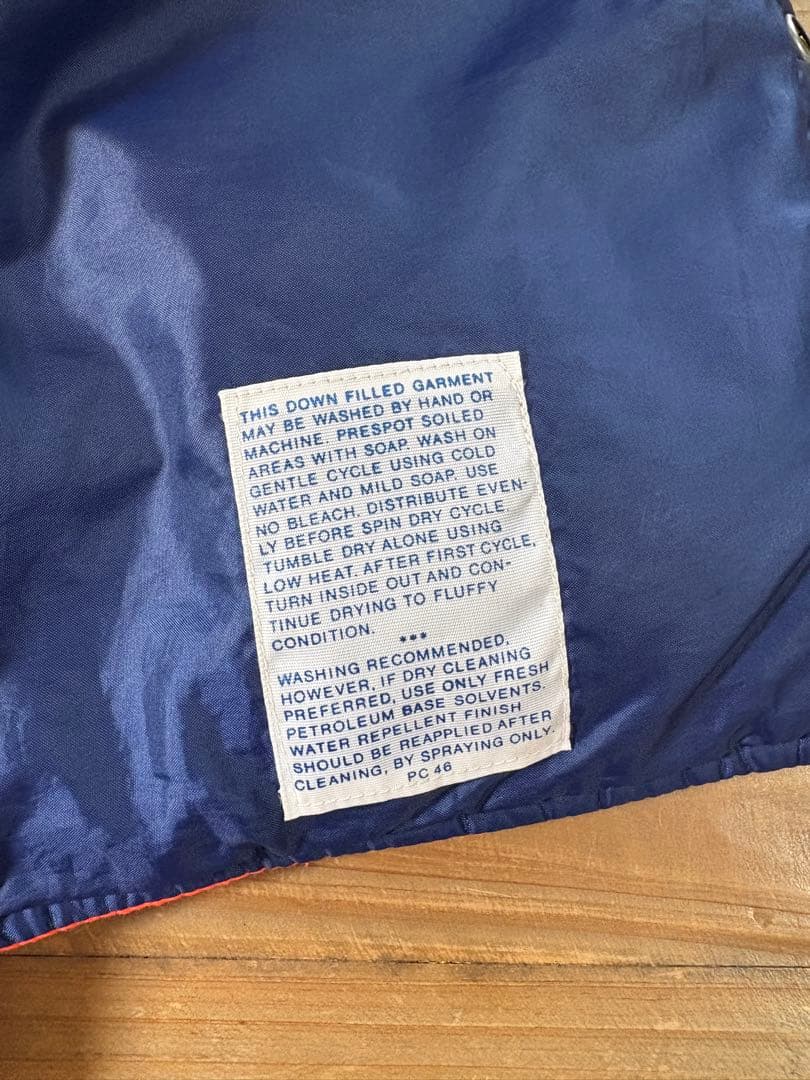 THIS DOWN FILLED GARMENT
MAY BE WASHED BY HAND OR
MACHINE. PRESPOT SOILED
AREAS WITH SOAP. WASH ON
GENTLE CYCLE USING COLD
WATER AND MILD SOAP. USE
NO BLEACH. DISTRIBUTE EVEN-
LY BEFORE SPIN DRY CYCLE.
TUMBLE DRY ALONE USING
LOW HEAT. AFTER FIRST CYCLE,
TURN INSIDE OUT AND CON-
TINUE DRYING TO FLUFFY
CONDITION.
***
WASHING RECOMMENDED,
HOWEVER, IF DRY CLEANING
PREFERRED, USE ONLY FRESH
PETROLEUM BASE SOLVENTS.
WATER REPELLENT FINISH
SHOULD BE REAPPLIED AFTER
CLEANING, BY SPRAYING ONLY.
PC 46